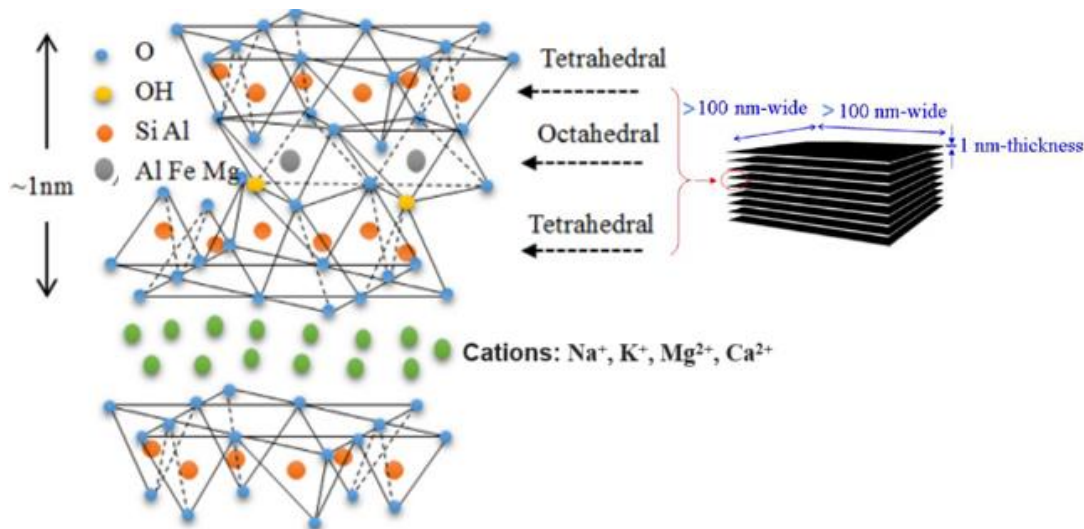 O
OH
Si Al
Al Fe Mg
~1nm
Tetrahedral
Octahedral
Tetrahedral
>100 nm-wide >100 nm-wide
1 nm-thickness
Cations: Na⁺, K⁺, Mg²⁺, Ca²⁺